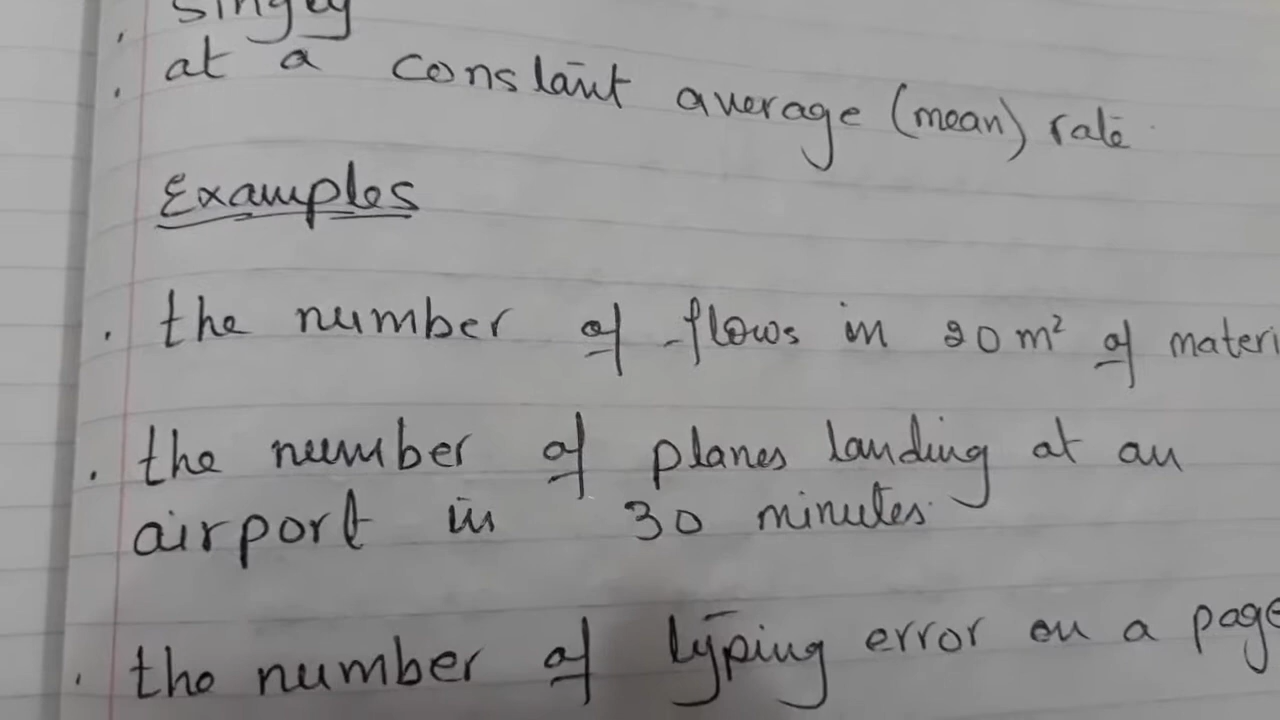 singly
at a constant average (mean) rate
Examples
. the number of flows in 20 m² of materi
. the number of planes landing at an
airport in 30 minutes.
. the number of typing error on a page